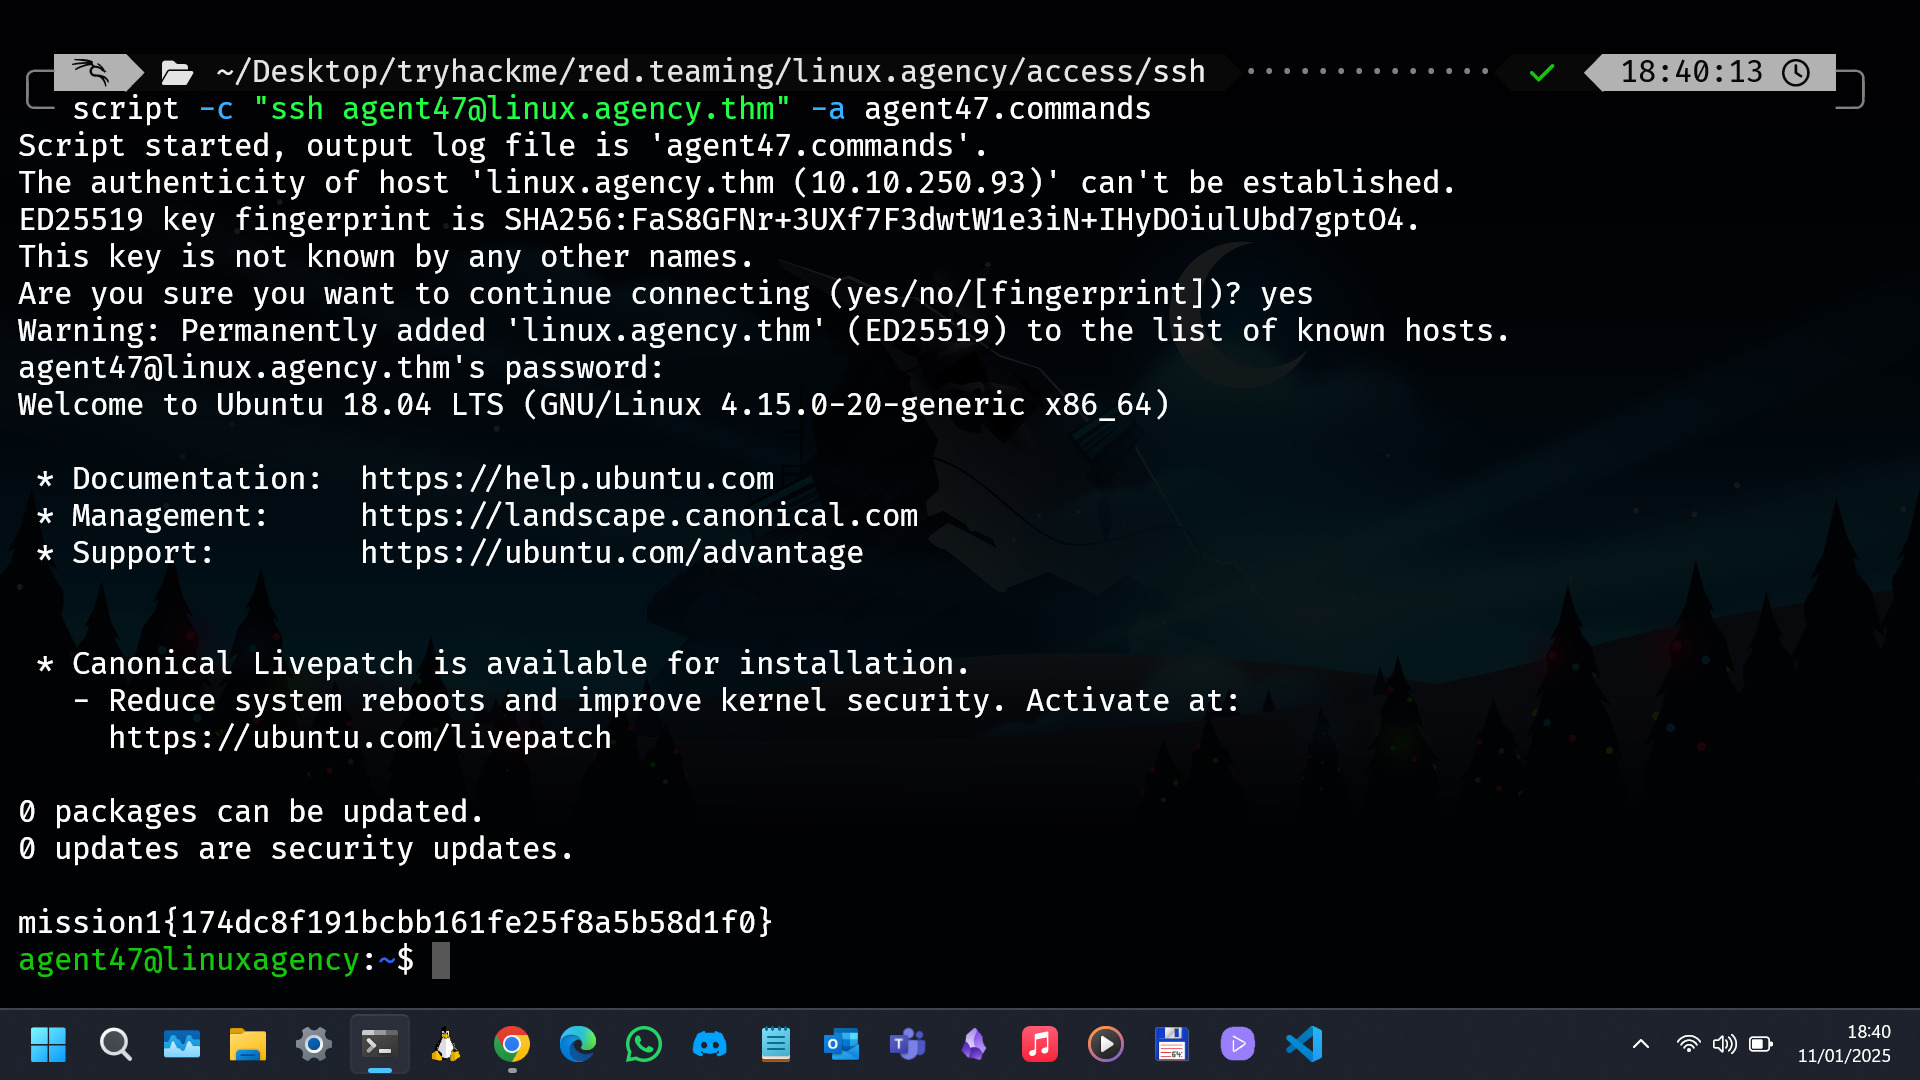 ~/Desktop/tryhackme/red.teaming/linux.agency/access/ssh 18:40:13
script -c "ssh agent47@linux.agency.thm" -a agent47.commands
Script started, output log file is 'agent47.commands'.
The authenticity of host 'linux.agency.thm (10.10.250.93)' can't be established.
ED25519 key fingerprint is SHA256:FaS8GFNr+3UXf7F3dwtW1e3iN+IHyDOiulUbd7gptO4.
This key is not known by any other names.
Are you sure you want to continue connecting (yes/no/[fingerprint])? yes
Warning: Permanently added 'linux.agency.thm' (ED25519) to the list of known hosts.
agent47@linux.agency.thm's password:
Welcome to Ubuntu 18.04 LTS (GNU/Linux 4.15.0-20-generic x86_64)
* Documentation:  https://help.ubuntu.com
* Management:     https://landscape.canonical.com
* Support:        https://ubuntu.com/advantage
* Canonical Livepatch is available for installation.
- Reduce system reboots and improve kernel security. Activate at:
https://ubuntu.com/livepatch
0 packages can be updated.
0 updates are security updates.
mission1{174dc8f191bcbb161fe25f8a5b58d1f0}
agent47@linuxagency:~$
18:40
11/01/2025